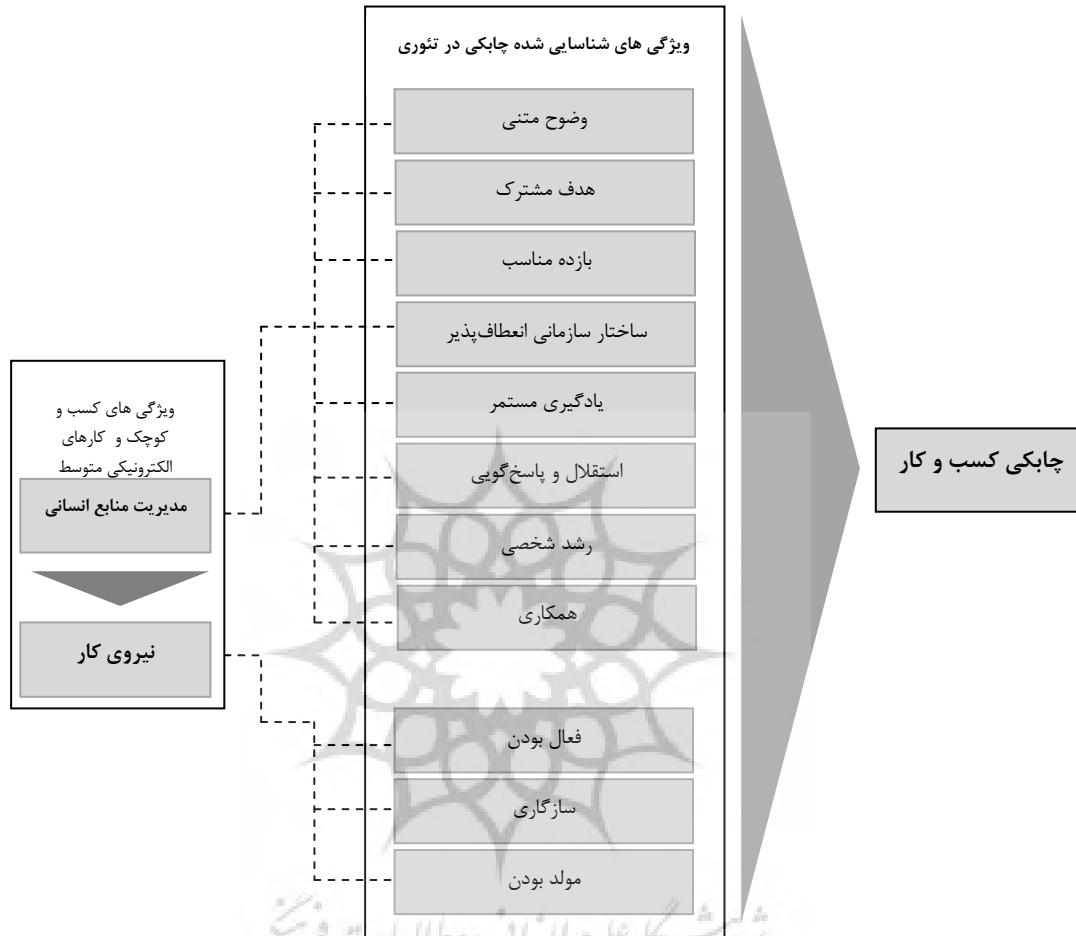 ویژگی های شناسایی شده چابکی در تئوری
وضوح متنی
هدف مشترک
بازده مناسب
ساختار سازمانی انعطاف‌پذیر
یادگیری مستمر
استقلال و پاسخ‌گویی
رشد شخصی
همکاری
فعال بودن
سازگاری
مولد بودن
چابکی کسب و کار
ویژگی های کسب و
کوچک و کارهای
الکترونیکی متوسط
مدیریت منابع انسانی
نیروی کار